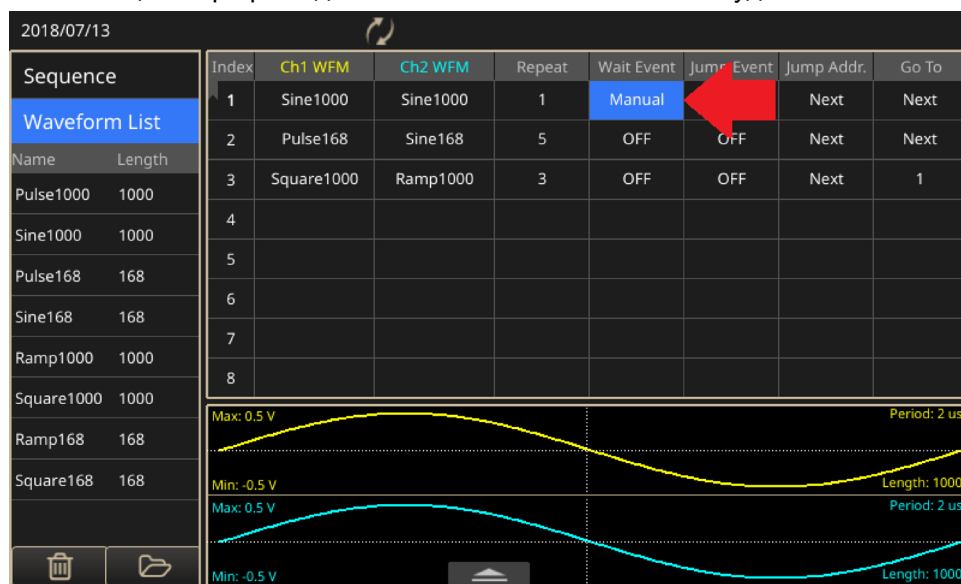 2018/07/13
Sequence
Waveform List
Name Length
Pulse1000 1000
Sine1000 1000
Pulse168 168
Sine168 168
Ramp1000 1000
Square1000 1000
Ramp168 168
Square168 168
Index Ch1 WFM Ch2 WFM Repeat Wait Event Jump Event Jump Addr. Go To
1 Sine1000 Sine1000 1 Manual Next Next
2 Pulse168 Sine168 5 OFF OFF Next Next
3 Square1000 Ramp1000 3 OFF OFF Next 1
4
5
6
7
8
Max: 0.5 V Period: 2 us
Min: -0.5 V Length: 1000
Max: 0.5 V Period: 2 us
Min: -0.5 V Length: 1000